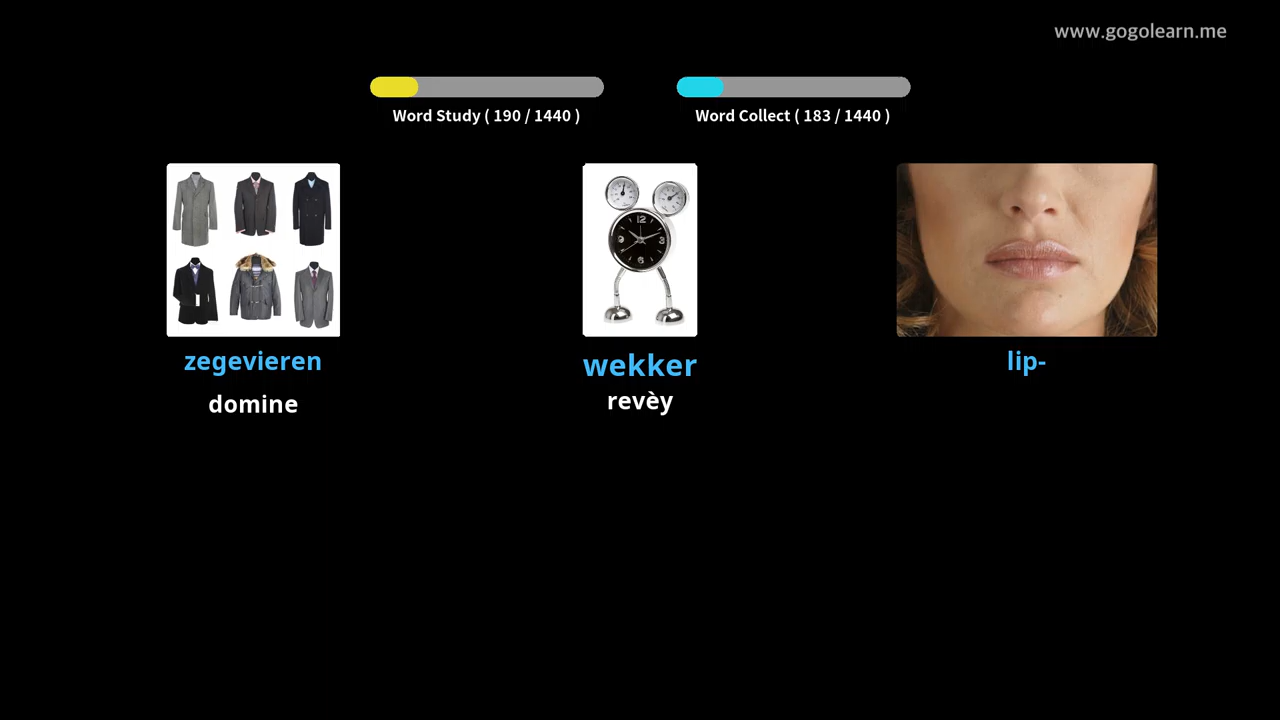 www.gogolearn.me
Word Study ( 190 / 1440 )
Word Collect ( 183 / 1440 )
zegevieren
domine
wekker
revèy
lip-